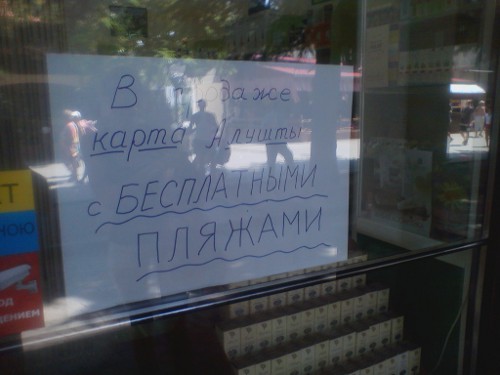 В продаже
карта Алушты
с БЕСПЛАТНЫМИ
ПЛЯЖАМИ